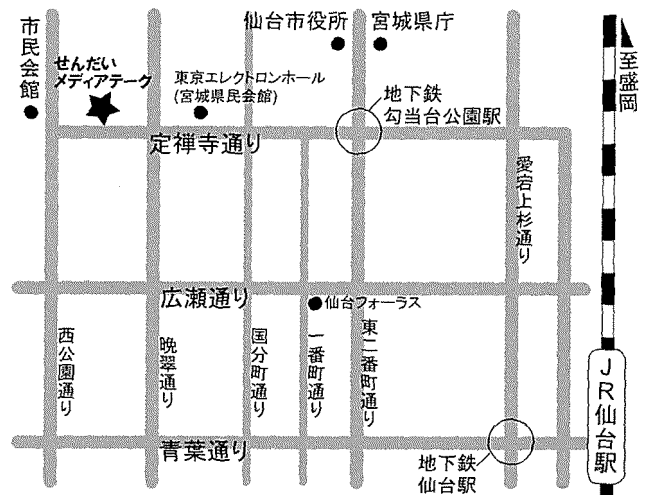 市民会館
せんだい
メディアテーク
東京エレクトロンホール
(宮城県民会館)
仙台市役所
宮城県庁
至盛岡
地下鉄
勾当台公園駅
定禅寺通り
愛宕上杉通り
広瀬通り
仙台フォーラス
西公園通り
晩翠通り
国分町通り
一番町通り
東二番町通り
青葉通り
地下鉄
仙台駅
JR仙台駅